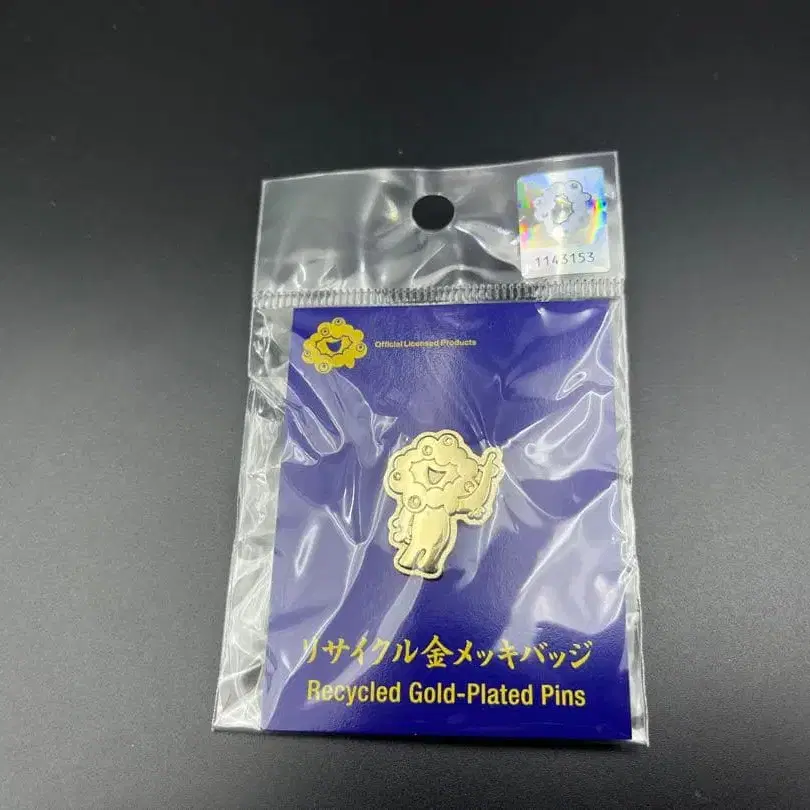 1143153
Official Licensed Products
リサイクル金メッキバッジ
Recycled Gold-Plated Pins